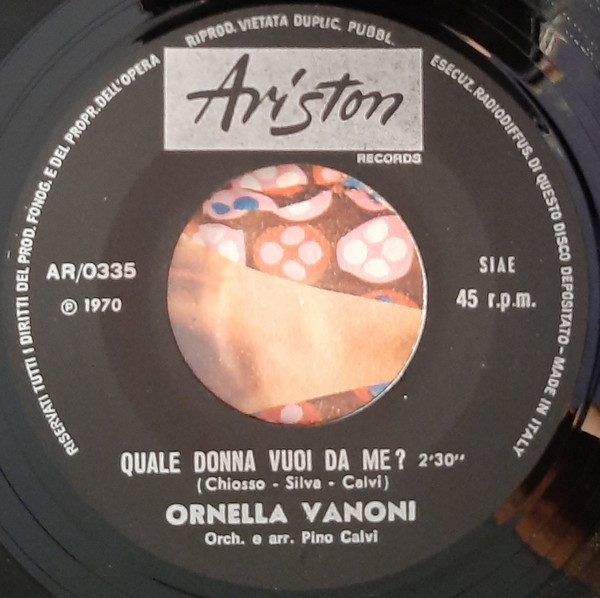 RISERVATI TUTTI I DIRITTI DEL PROD. FONOG. E DEL PROPR. DELL'OPERA
RIPROD. VIETATA DUPLIC. PUBBL.
ESECUZ. RADIODIFFUS. DI QUESTO DISCO DEPOSITATO - MADE IN ITALY
Ariston
RECORDS
AR/0335
℗ 1970
SIAE
45 r.p.m.
QUALE DONNA VUOI DA ME? 2'30''
(Chiosso - Silva - Calvi)
ORNELLA VANONI
Orch. e arr. Pino Calvi